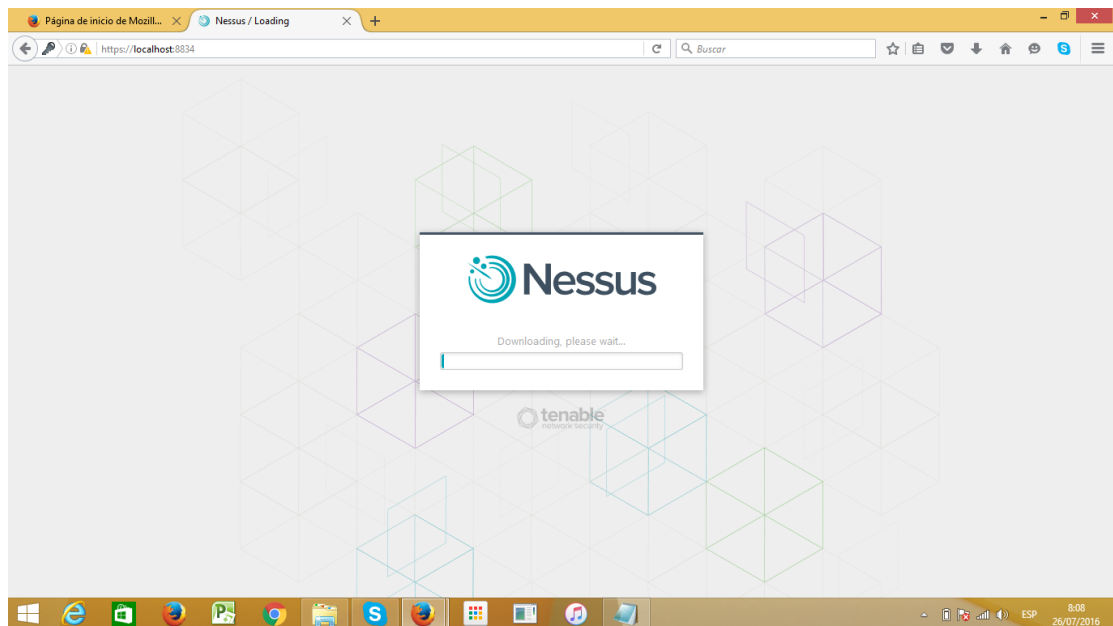 Página de inicio de Mozill...
Nessus / Loading
https://localhost:8834
Buscar
Nessus
Downloading, please wait...
tenable
network security
ESP
8:08
26/07/2016